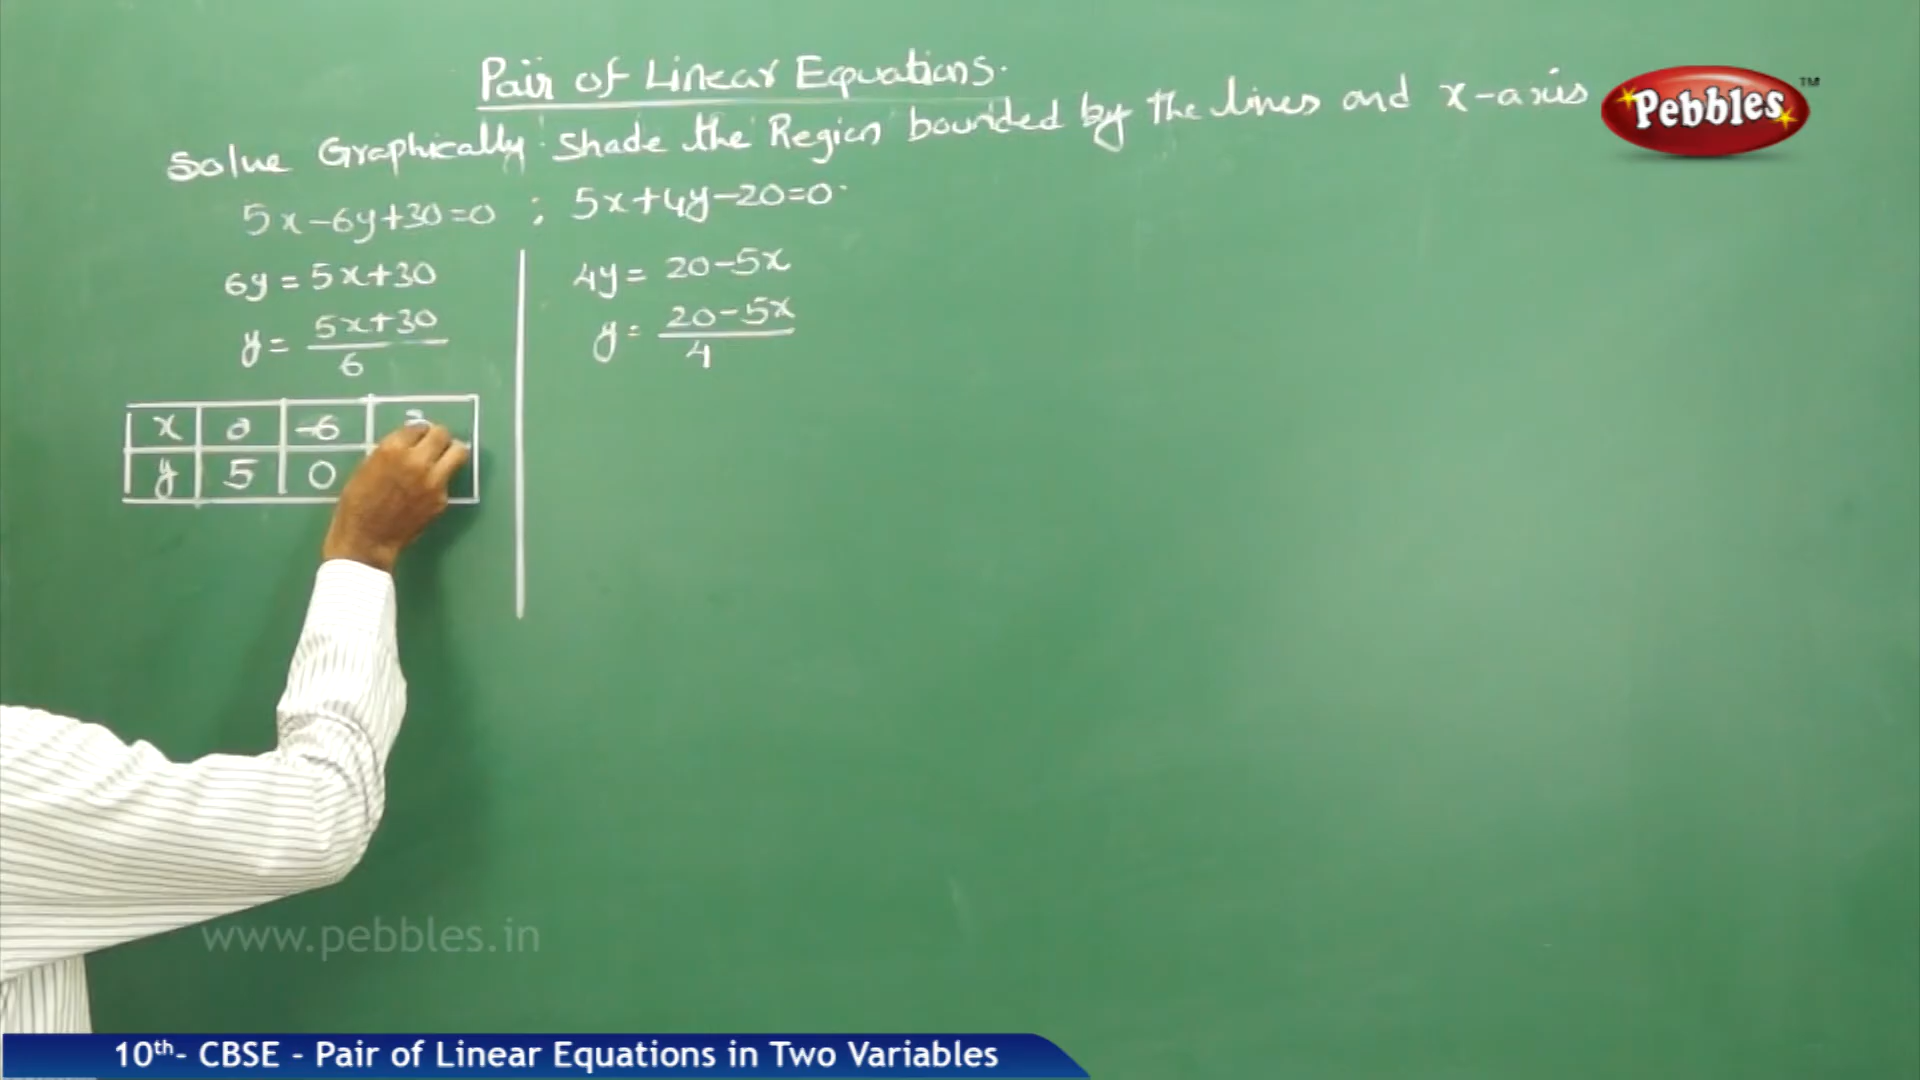 Pair of Linear Equations.
Solve Graphically. Shade the Region bounded by the lines and x-axis
Pebbles TM
5x-6y+30=0 ; 5x+4y-20=0.
6y = 5x+30
y = 5x+30 / 6
4y = 20-5x
y = 20-5x / 4
x 0 -6
y 5 0
www.pebbles.in
10th- CBSE - Pair of Linear Equations in Two Variables